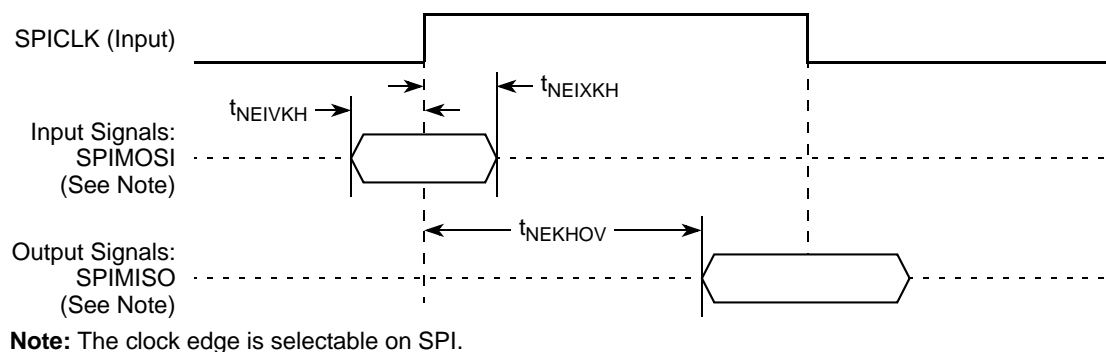 SPICLK (Input)
tNEIXKH
tNEIVKH
Input Signals:
SPIMOSI
(See Note)
tNEKHOV
Output Signals:
SPIMISO
(See Note)
Note: The clock edge is selectable on SPI.